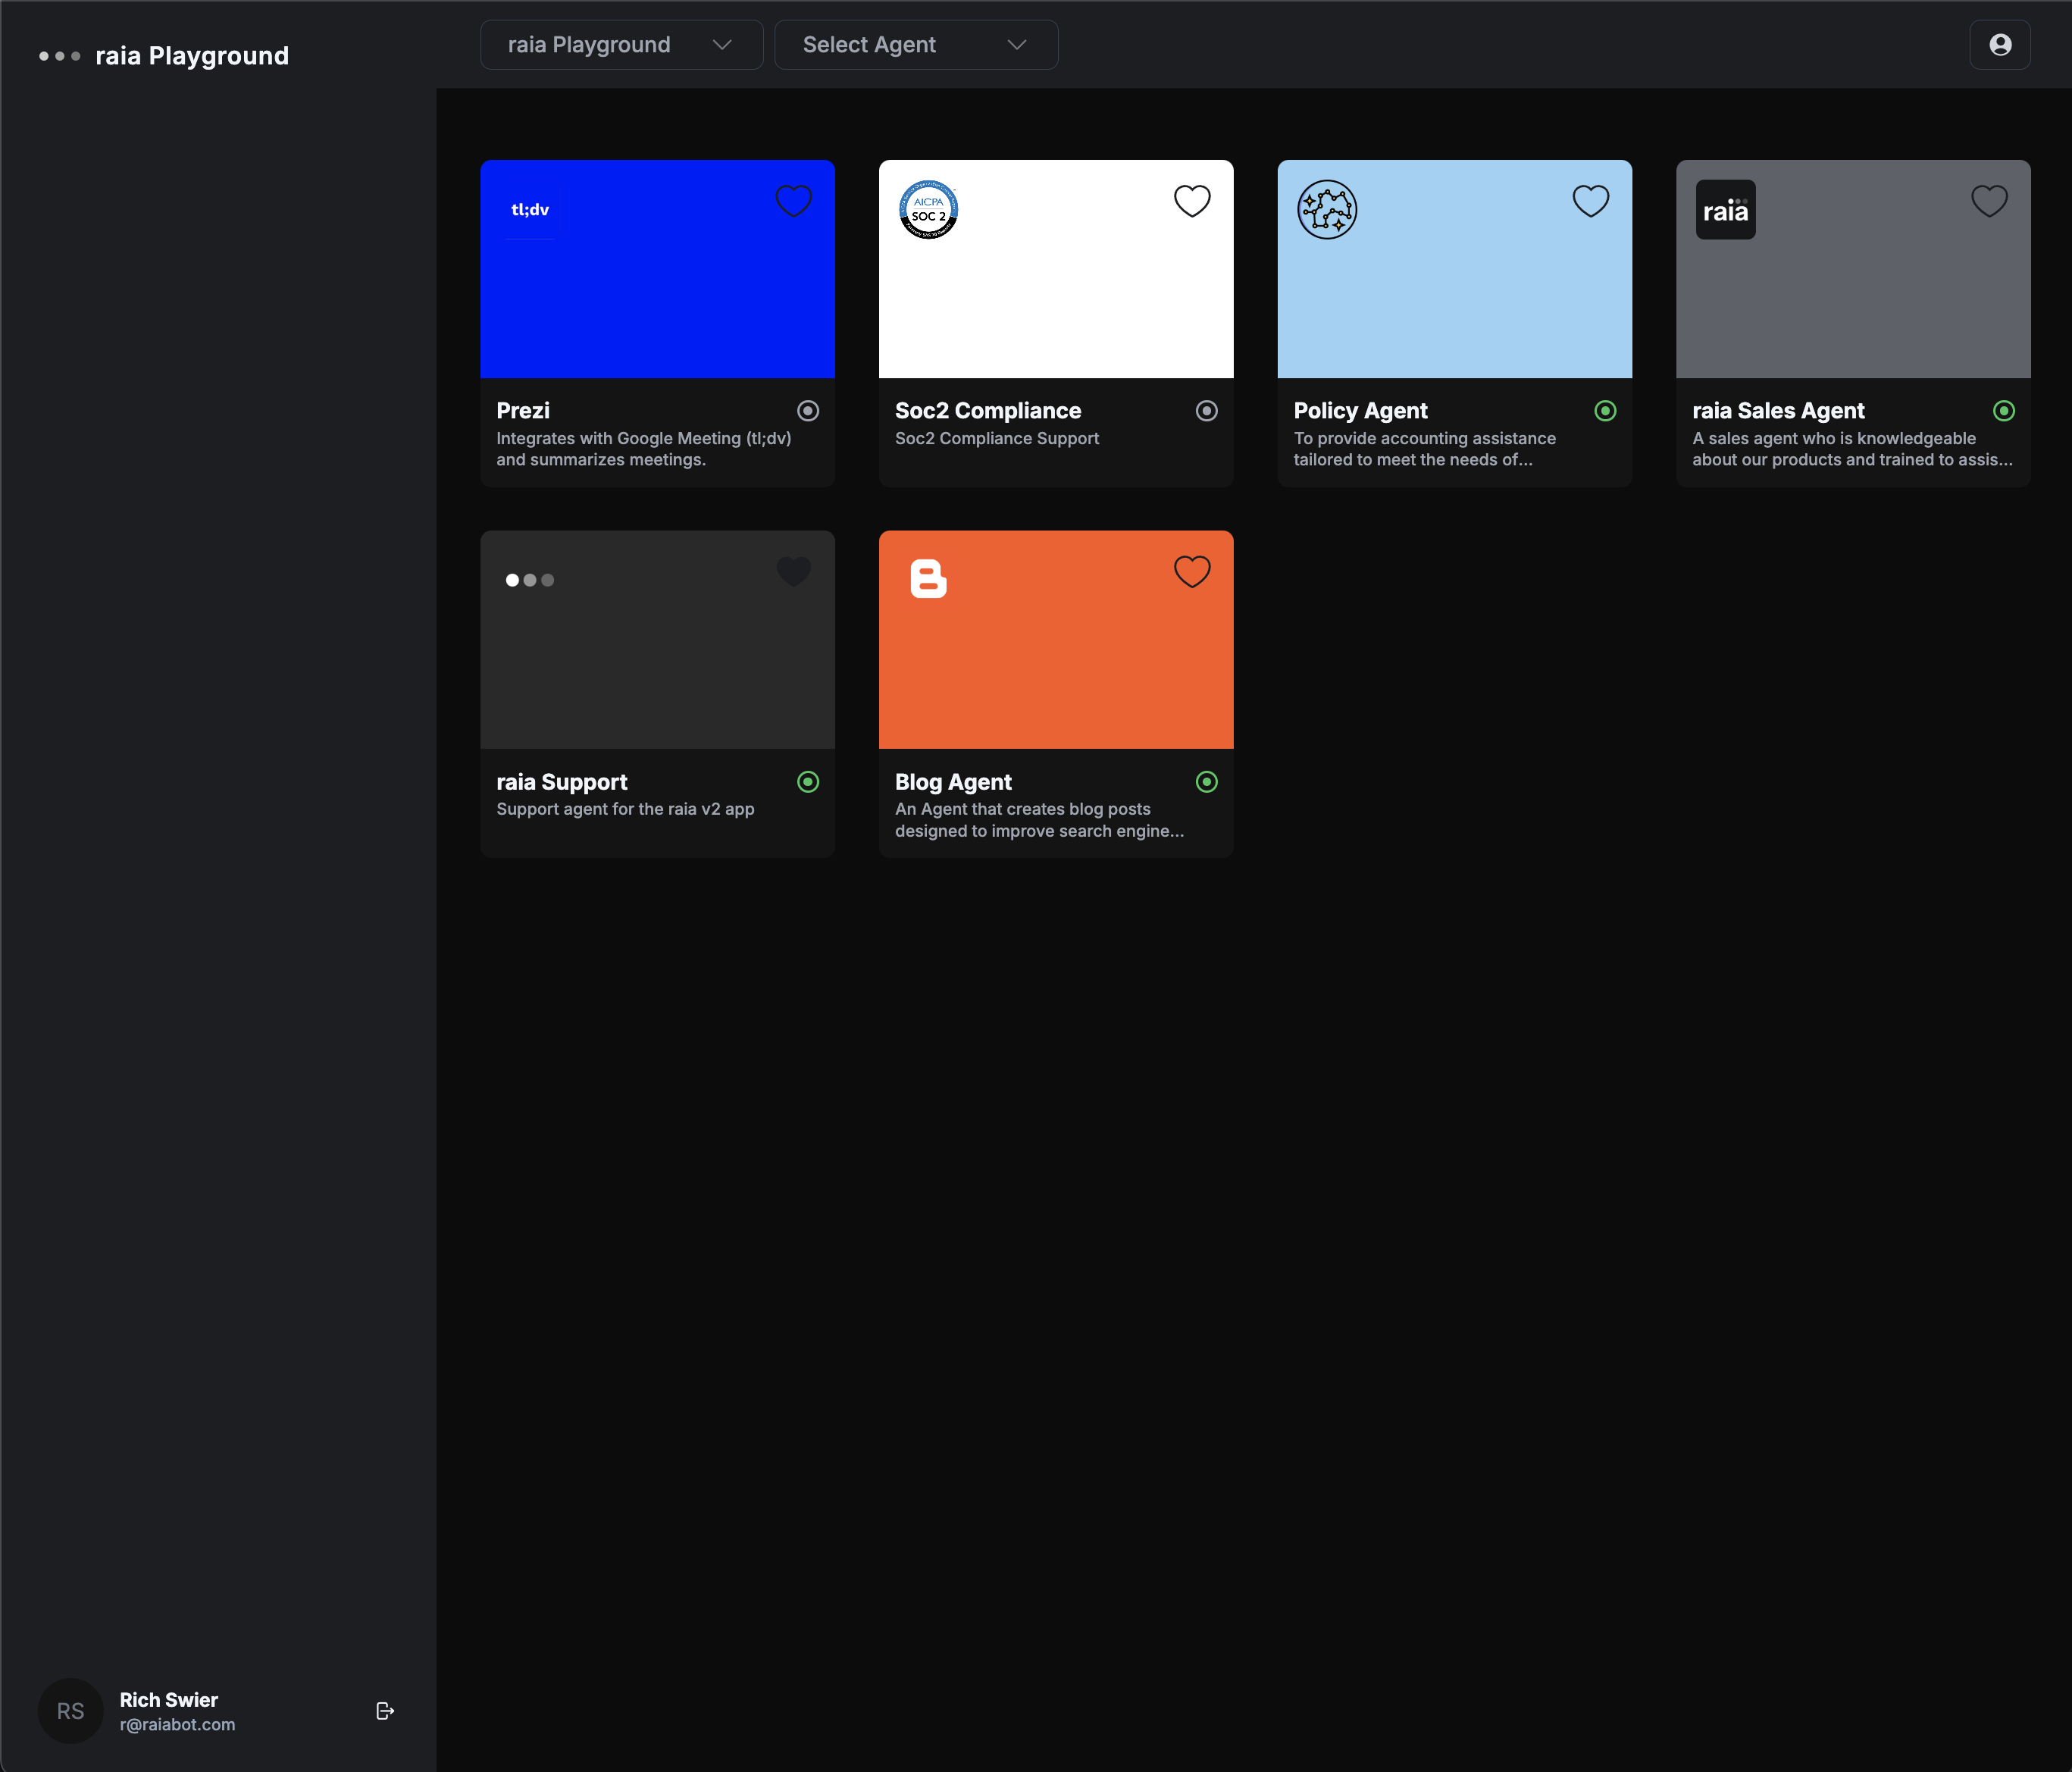 raia Playground
raia Playground
Select Agent
tl;dv
AICPA
SOC 2
raia
Prezi
Integrates with Google Meeting (tl;dv)
and summarizes meetings.
Soc2 Compliance
Soc2 Compliance Support
Policy Agent
To provide accounting assistance
tailored to meet the needs of...
raia Sales Agent
A sales agent who is knowledgeable
about our products and trained to assis...
raia Support
Support agent for the raia v2 app
Blog Agent
An Agent that creates blog posts
designed to improve search engine...
RS
Rich Swier
r@raiabot.com